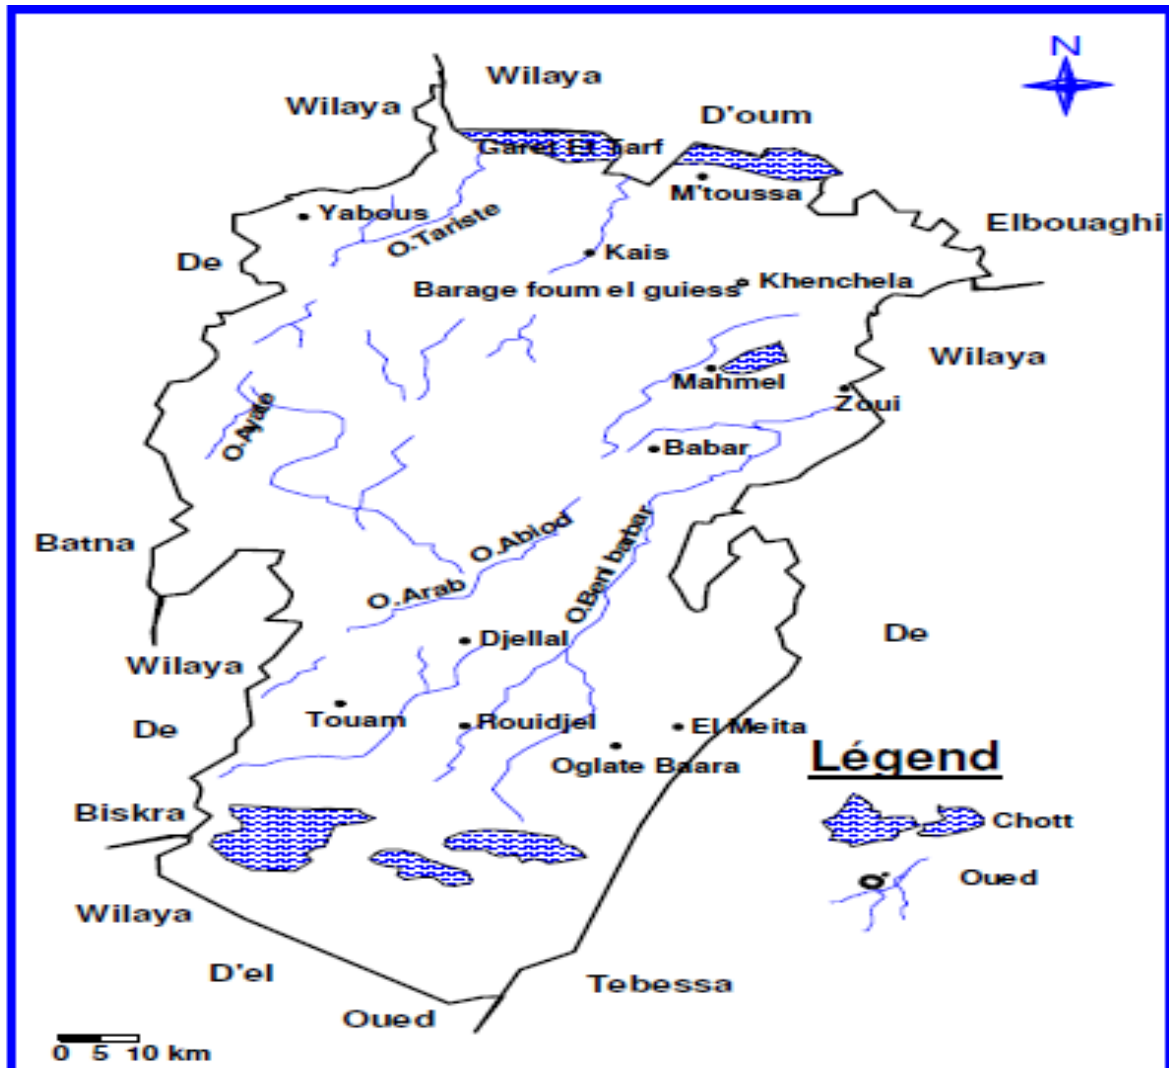 N
Wilaya
Wilaya
D'oum
Garet El Tarf
M'toussa
Yabous
O.Tariste
Elbouaghi
De
Kais
Barage foum el guiess
Khenchela
Wilaya
Mahmel
Zoui
O.Ayate
Babar
Batna
O.Abiod
O.Beni barbar
O.Arab
Djellal
De
Wilaya
Touam
Rouidjel
El Meita
De
Oglate Baara
Légend
Biskra
Chott
O.
Oued
Wilaya
D'el
Tebessa
Oued
0 5 10 km